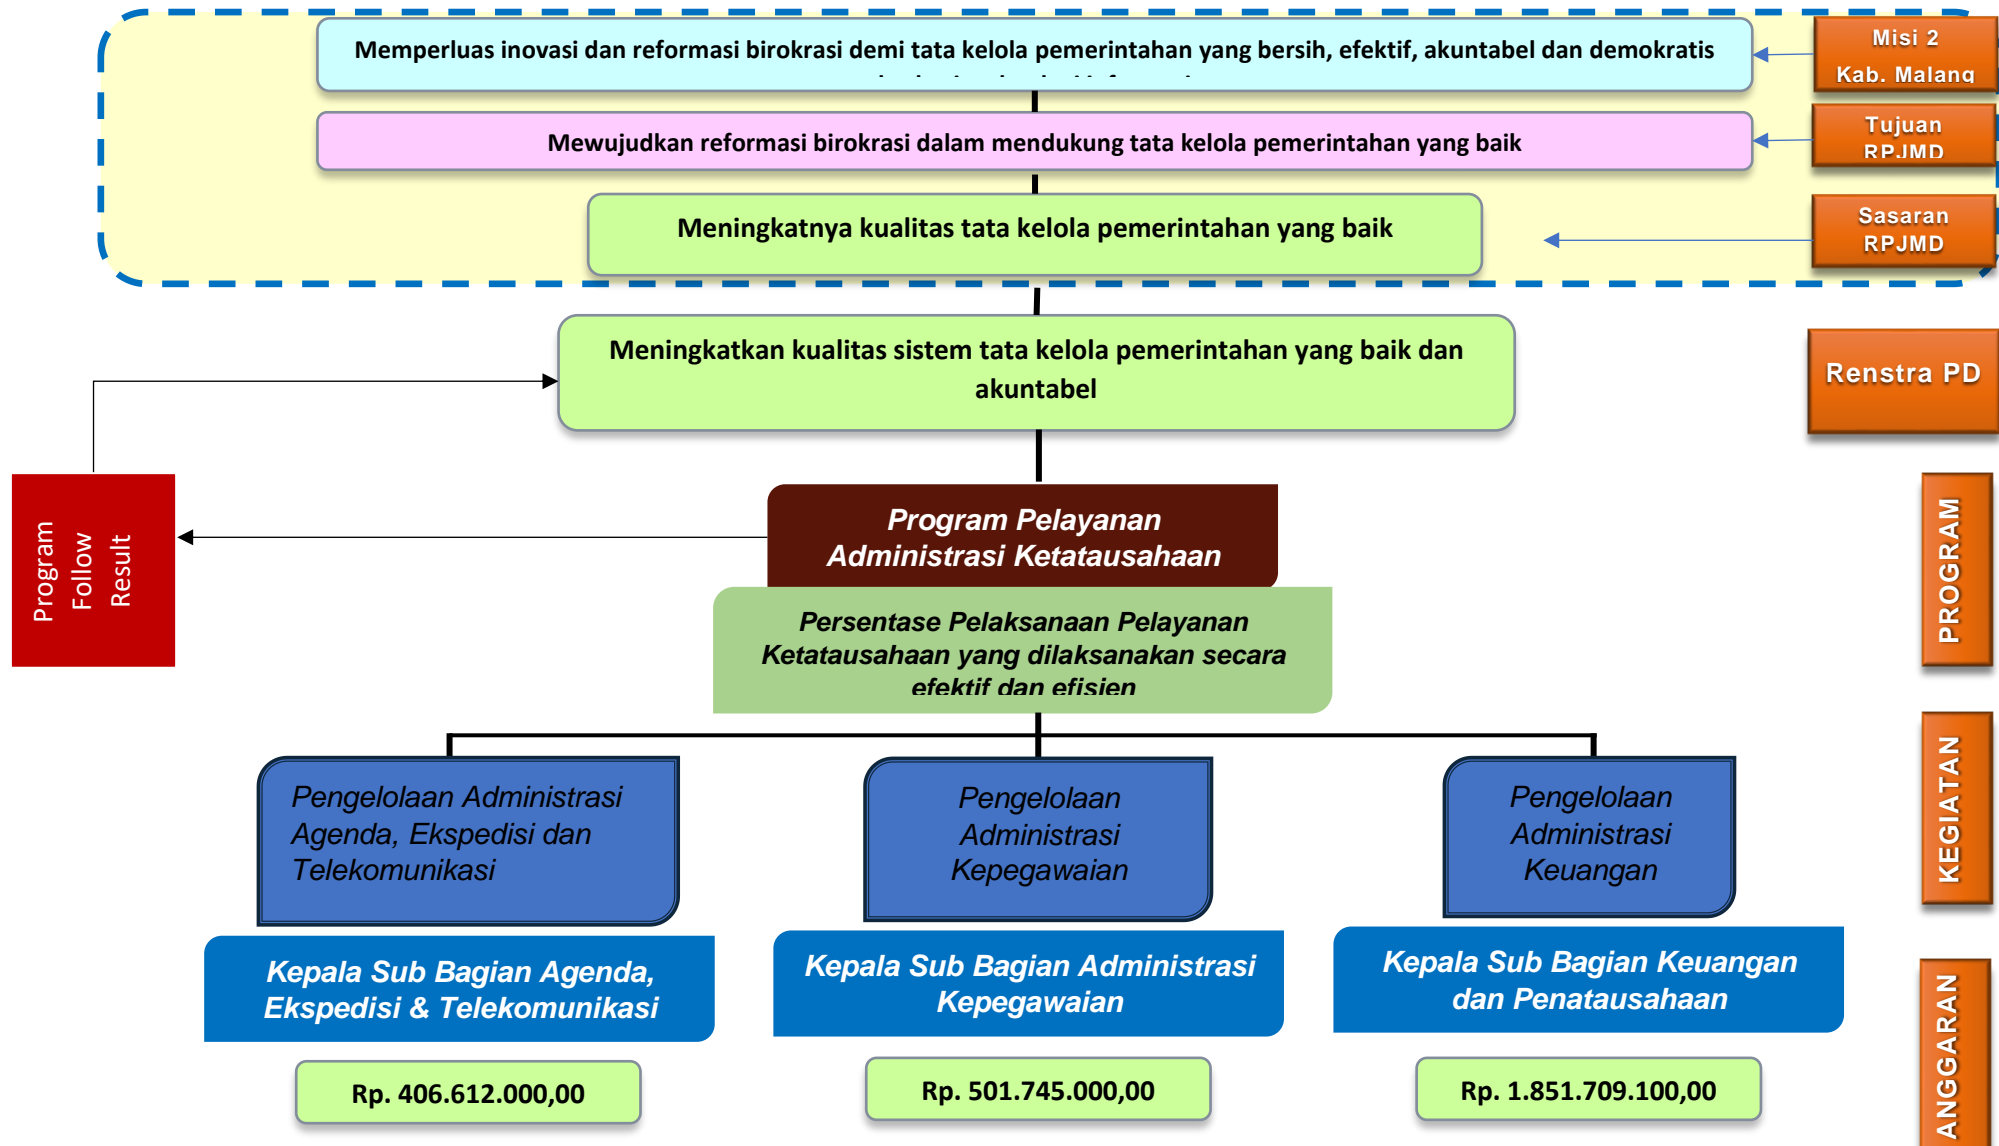 Memperluas inovasi dan reformasi birokrasi demi tata kelola pemerintahan yang bersih, efektif, akuntabel dan demokratis
Misi 2
Kab. Malang
Mewujudkan reformasi birokrasi dalam mendukung tata kelola pemerintahan yang baik
Tujuan
RPJMD
Meningkatnya kualitas tata kelola pemerintahan yang baik
Sasaran
RPJMD
Meningkatkan kualitas sistem tata kelola pemerintahan yang baik dan
akuntabel
Renstra PD
Program
Follow
Result
Program Pelayanan
Administrasi Ketatausahaan
PROGRAM
Persentase Pelaksanaan Pelayanan
Ketatausahaan yang dilaksanakan secara
efektif dan efisien
Pengelolaan Administrasi
Agenda, Ekspedisi dan
Telekomunikasi
Pengelolaan
Administrasi
Kepegawaian
Pengelolaan
Administrasi
Keuangan
KEGIATAN
Kepala Sub Bagian Agenda,
Ekspedisi & Telekomunikasi
Kepala Sub Bagian Administrasi
Kepegawaian
Kepala Sub Bagian Keuangan
dan Penatausahaan
ANGGARAN
Rp. 406.612.000,00
Rp. 501.745.000,00
Rp. 1.851.709.100,00